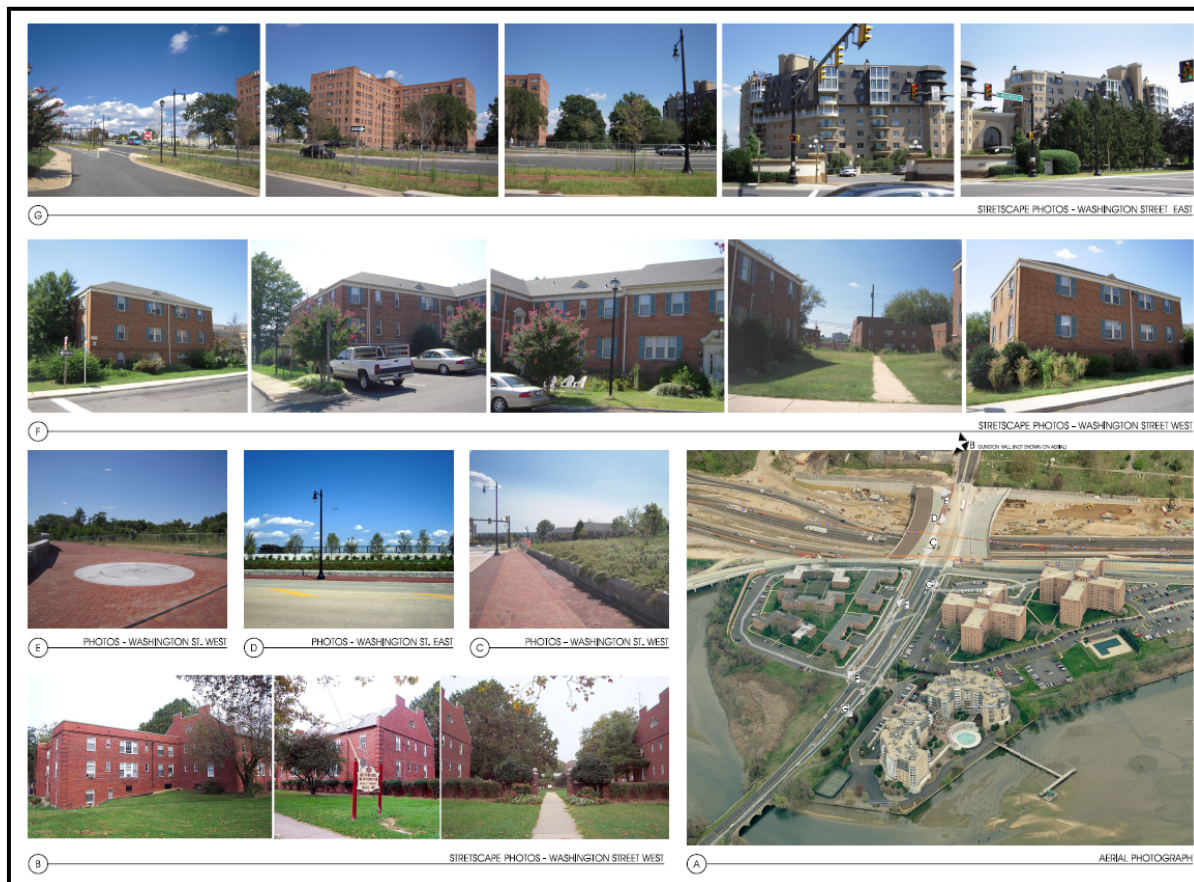 G
STRETSCAPE PHOTOS - WASHINGTON STREET EAST
F
STRETSCAPE PHOTOS - WASHINGTON STREET WEST
B GUNSTON HALL (NOT SHOWN ON AERIAL)
E
PHOTOS - WASHINGTON ST. WEST
D
PHOTOS - WASHINGTON ST. EAST
C
PHOTOS - WASHINGTON ST. WEST
E
D
C
G
F
F
G
B
STRETSCAPE PHOTOS - WASHINGTON STREET WEST
A
AERIAL PHOTOGRAPH